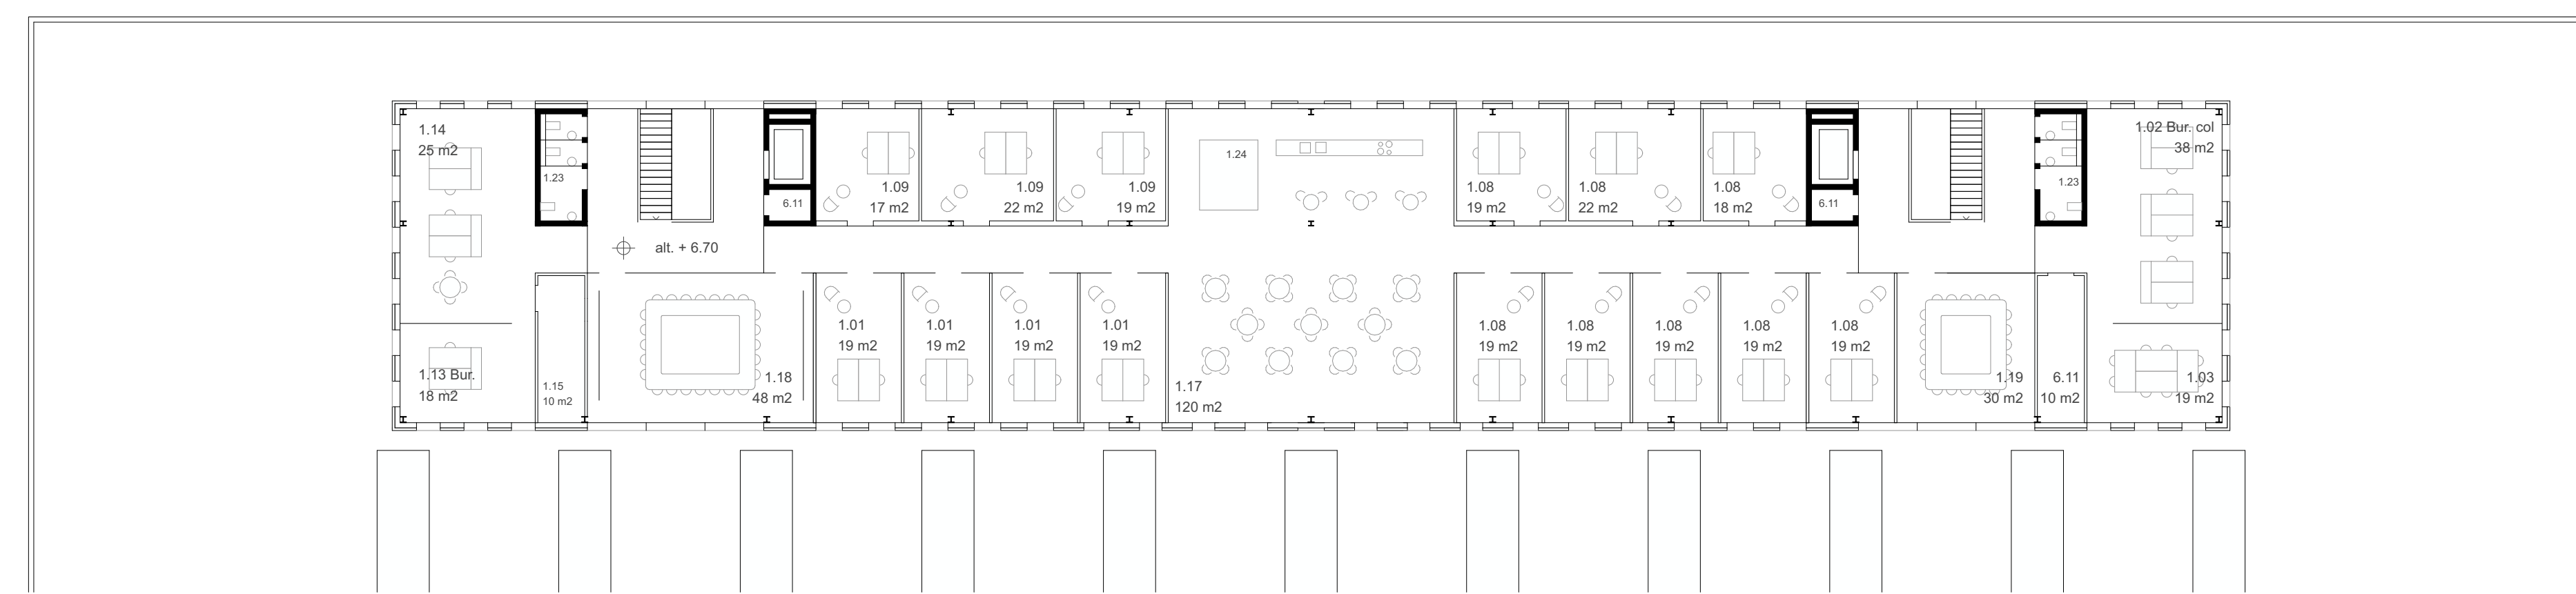 1.14
25 m2
1.23
6.11
1.09
17 m2
1.09
22 m2
1.09
19 m2
1.24
1.08
19 m2
1.08
22 m2
1.08
18 m2
6.11
1.23
1.02 Bur. col
38 m2
alt. + 6.70
1.13 Bur.
18 m2
1.15
10 m2
1.18
48 m2
1.01
19 m2
1.01
19 m2
1.01
19 m2
1.01
19 m2
1.17
120 m2
1.08
19 m2
1.08
19 m2
1.08
19 m2
1.08
19 m2
1.08
19 m2
1.19
30 m2
6.11
10 m2
1.03
19 m2